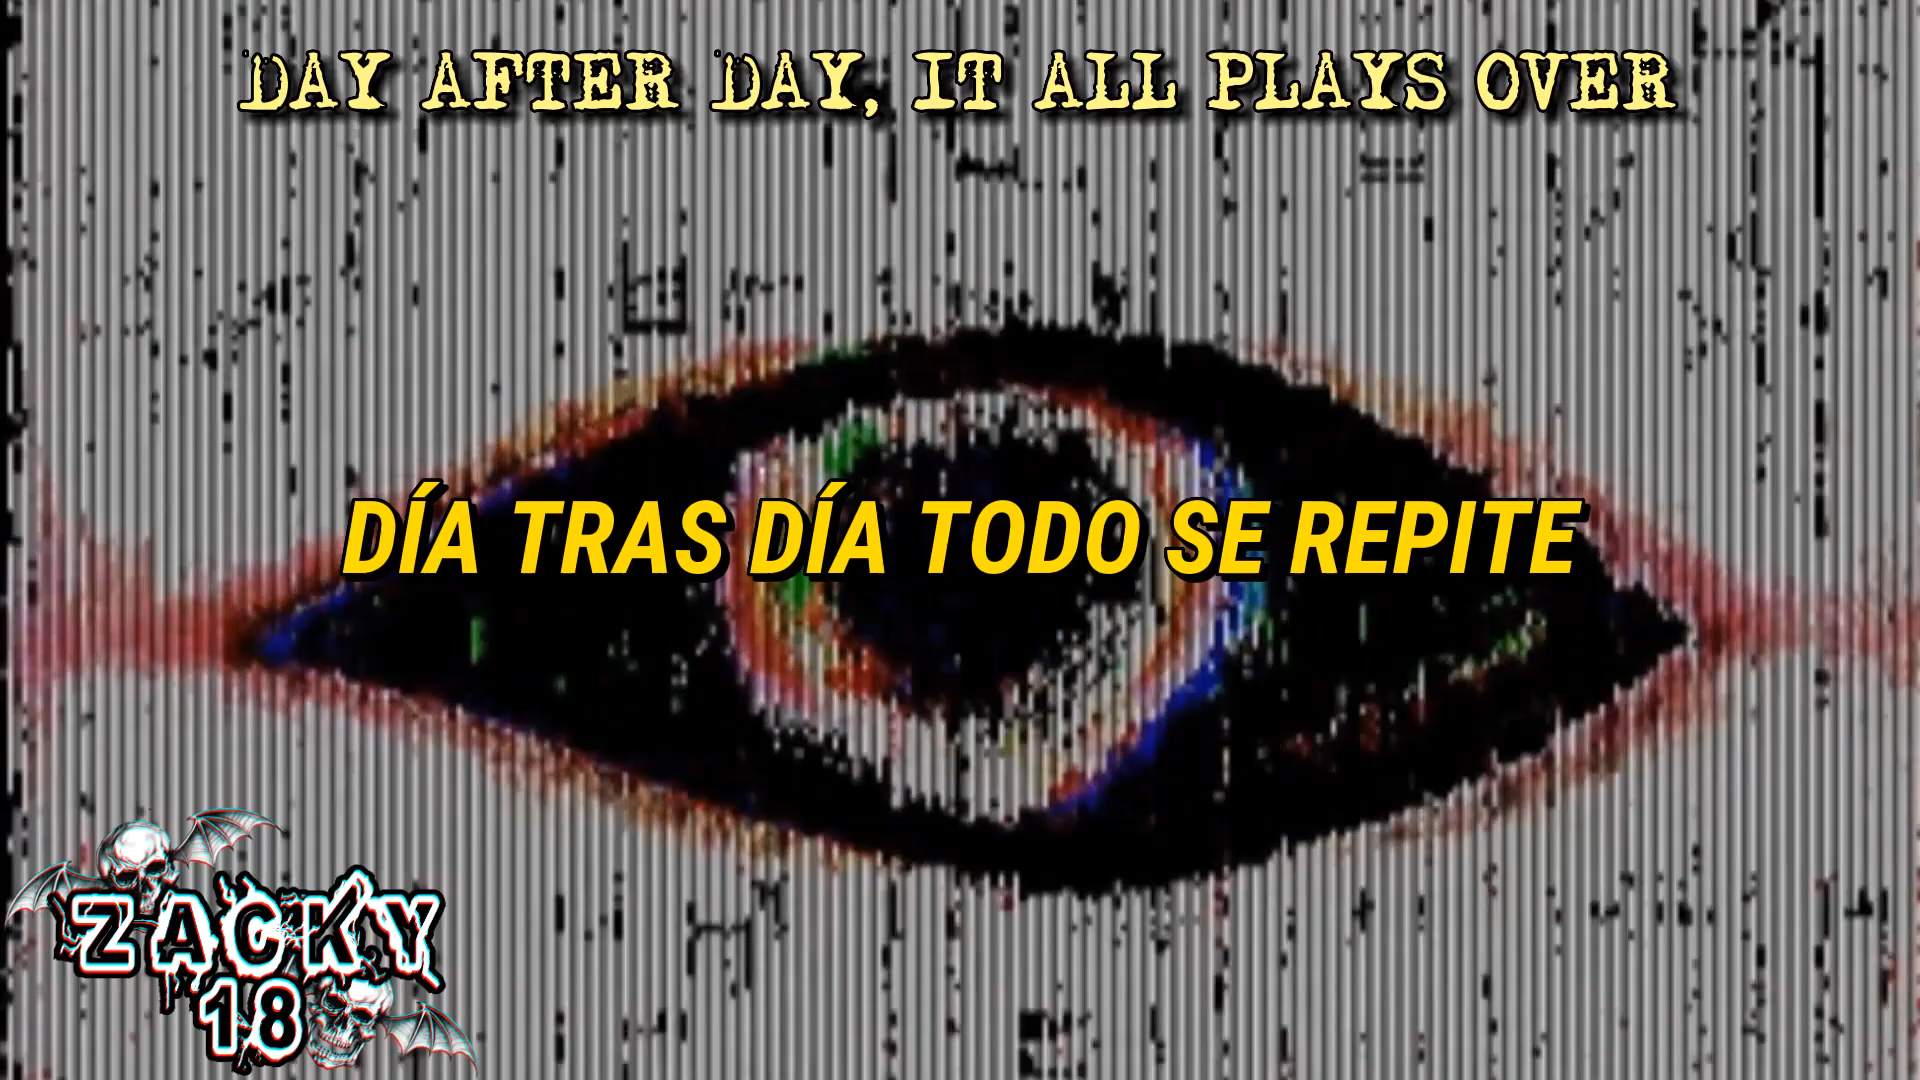 DAY AFTER DAY, IT ALL PLAYS OVER
DÍA TRAS DÍA TODO SE REPITE
ZACKY
18